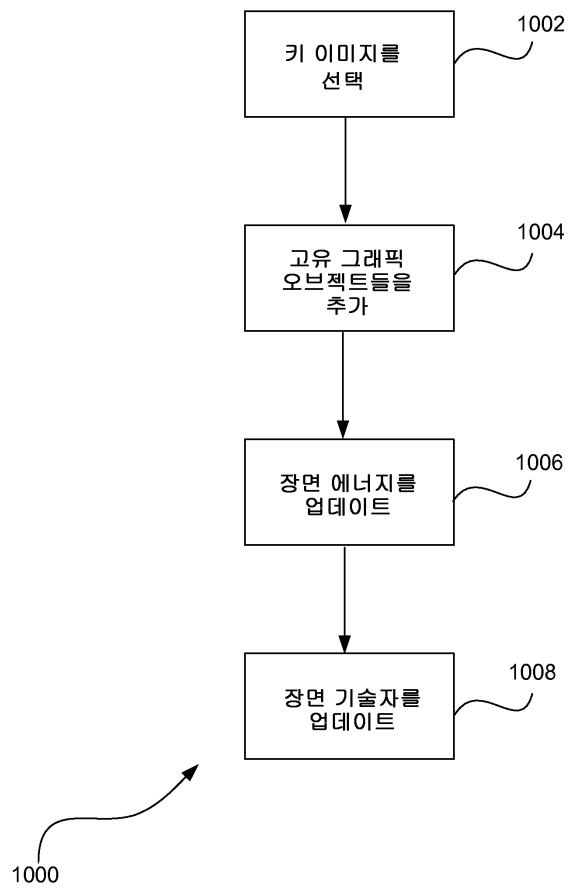 1002
키 이미지를
선택
1004
고유 그래픽
오브젝트들을
추가
1006
장면 에너지를
업데이트
1008
장면 기술자를
업데이트
1000